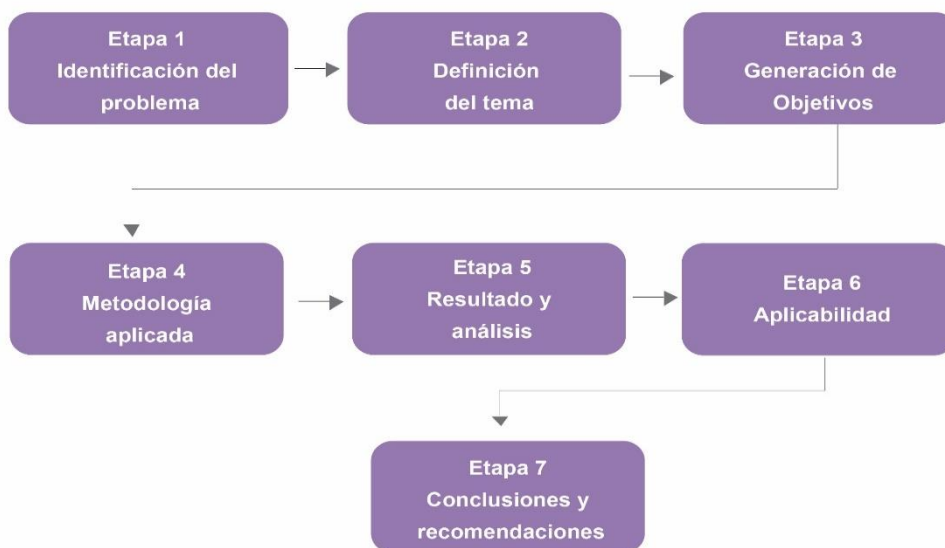 Etapa 1
Identificación del
problema
Etapa 2
Definición
del tema
Etapa 3
Generación de
Objetivos
Etapa 4
Metodología
aplicada
Etapa 5
Resultado y
análisis
Etapa 6
Aplicabilidad
Etapa 7
Conclusiones y
recomendaciones